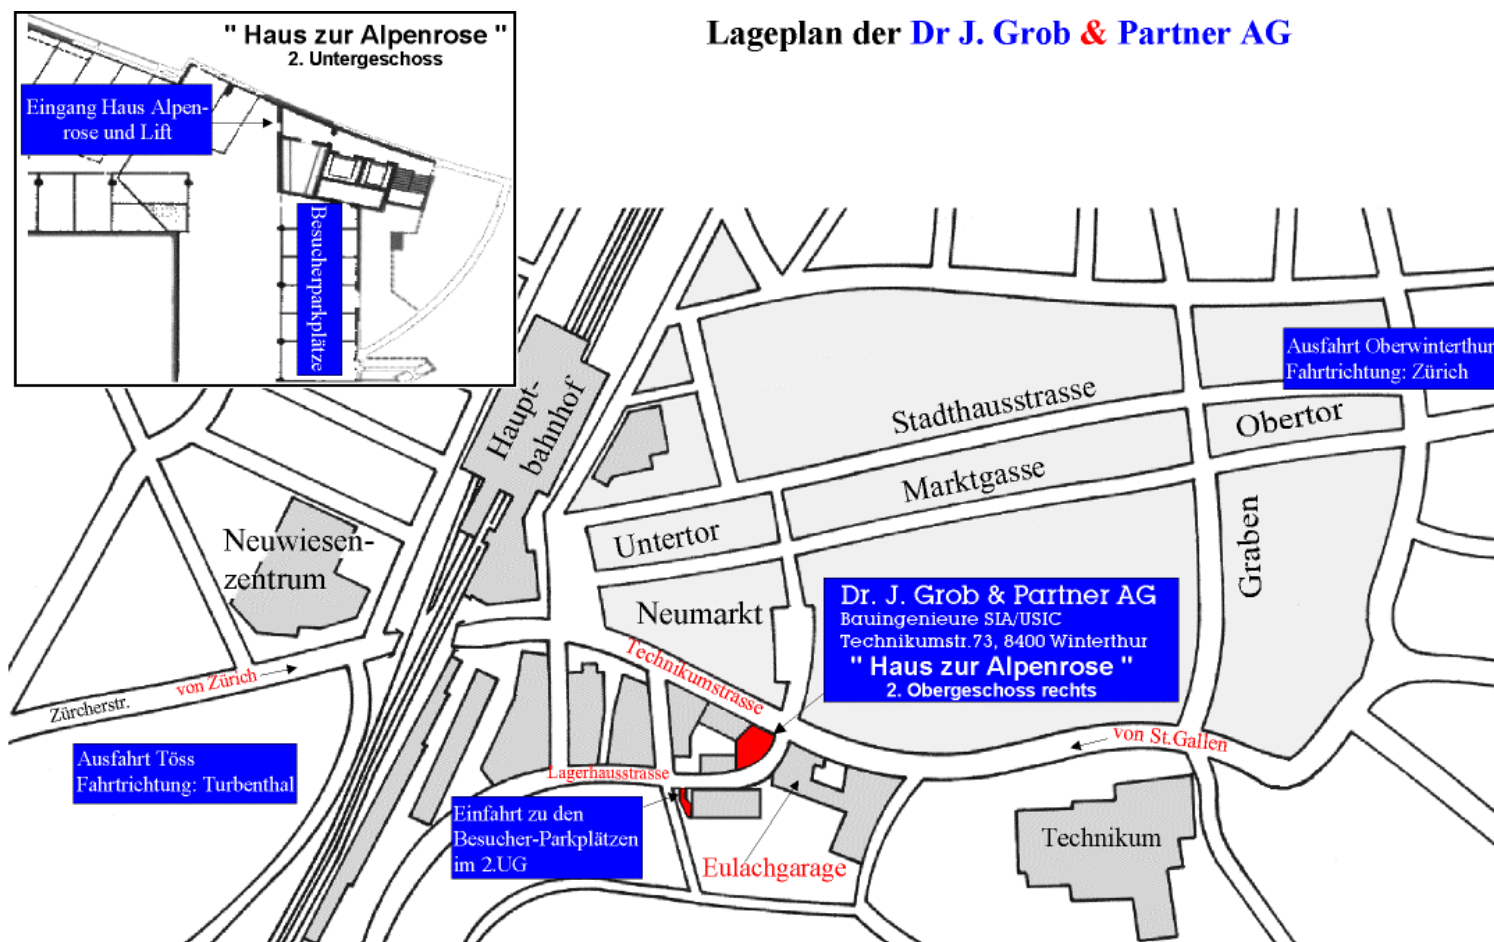 Lageplan der Dr J. Grob & Partner AG
" Haus zur Alpenrose "
2. Untergeschoss
Eingang Haus Alpen-
rose und Lift
Besucherparkplätze
Ausfahrt Oberwinterthur
Fahrtrichtung: Zürich
Haupt-
bahnhof
Stadthausstrasse
Obertor
Marktgasse
Untertor
Graben
Neuwiesen-
zentrum
Neumarkt
Dr. J. Grob & Partner AG
Bauingenieure SIA/USIC
Technikumstr.73, 8400 Winterthur
" Haus zur Alpenrose "
2. Obergeschoss rechts
Technikumstrasse
von Zürich
Zürcherstr.
von St.Gallen
Ausfahrt Töss
Fahrtrichtung: Turbenthal
Lagerhausstrasse
Einfahrt zu den
Besucher-Parkplätzen
im 2.UG
Eulachgarage
Technikum